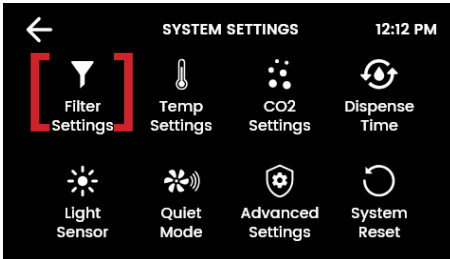 SYSTEM SETTINGS 12:12 PM
Filter Settings
Temp Settings
CO2 Settings
Dispense Time
Light Sensor
Quiet Mode
Advanced Settings
System Reset